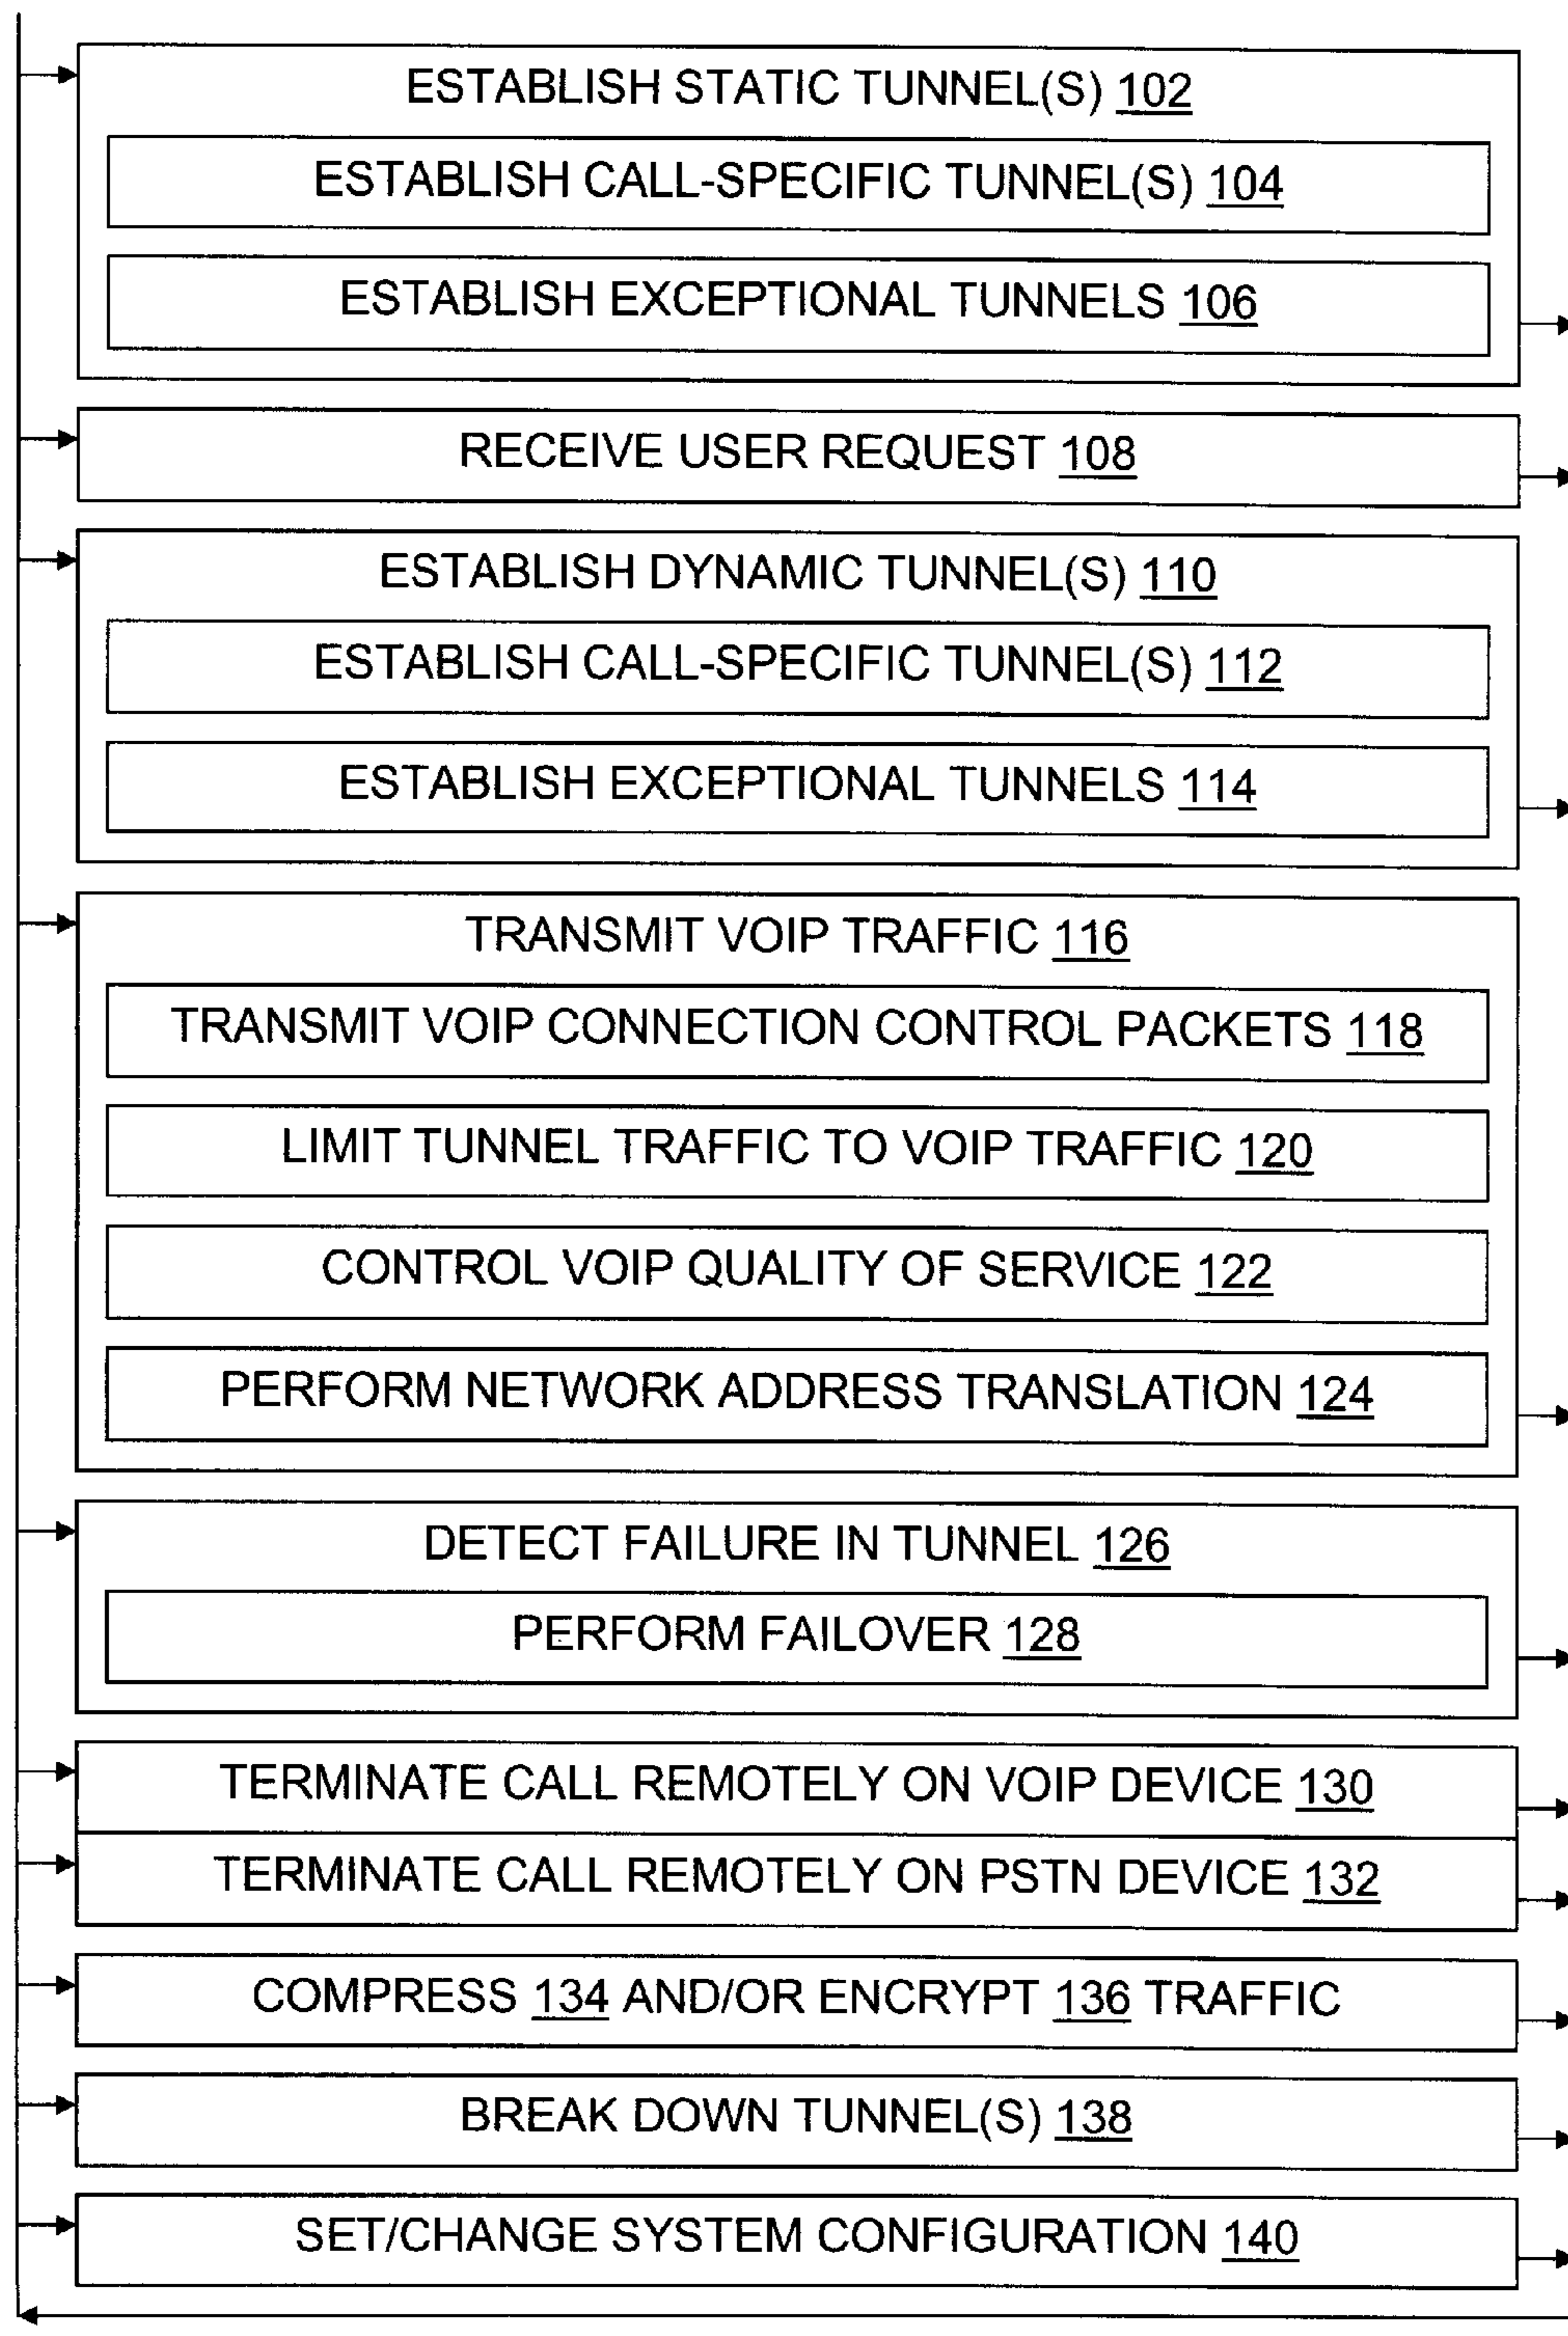 ESTABLISH STATIC TUNNEL(S) 102
ESTABLISH CALL-SPECIFIC TUNNEL(S) 104
ESTABLISH EXCEPTIONAL TUNNELS 106
RECEIVE USER REQUEST 108
ESTABLISH DYNAMIC TUNNEL(S) 110
ESTABLISH CALL-SPECIFIC TUNNEL(S) 112
ESTABLISH EXCEPTIONAL TUNNELS 114
TRANSMIT VOIP TRAFFIC 116
TRANSMIT VOIP CONNECTION CONTROL PACKETS 118
LIMIT TUNNEL TRAFFIC TO VOIP TRAFFIC 120
CONTROL VOIP QUALITY OF SERVICE 122
PERFORM NETWORK ADDRESS TRANSLATION 124
DETECT FAILURE IN TUNNEL 126
PERFORM FAILOVER 128
TERMINATE CALL REMOTELY ON VOIP DEVICE 130
TERMINATE CALL REMOTELY ON PSTN DEVICE 132
COMPRESS 134 AND/OR ENCRYPT 136 TRAFFIC
BREAK DOWN TUNNEL(S) 138
SET/CHANGE SYSTEM CONFIGURATION 140